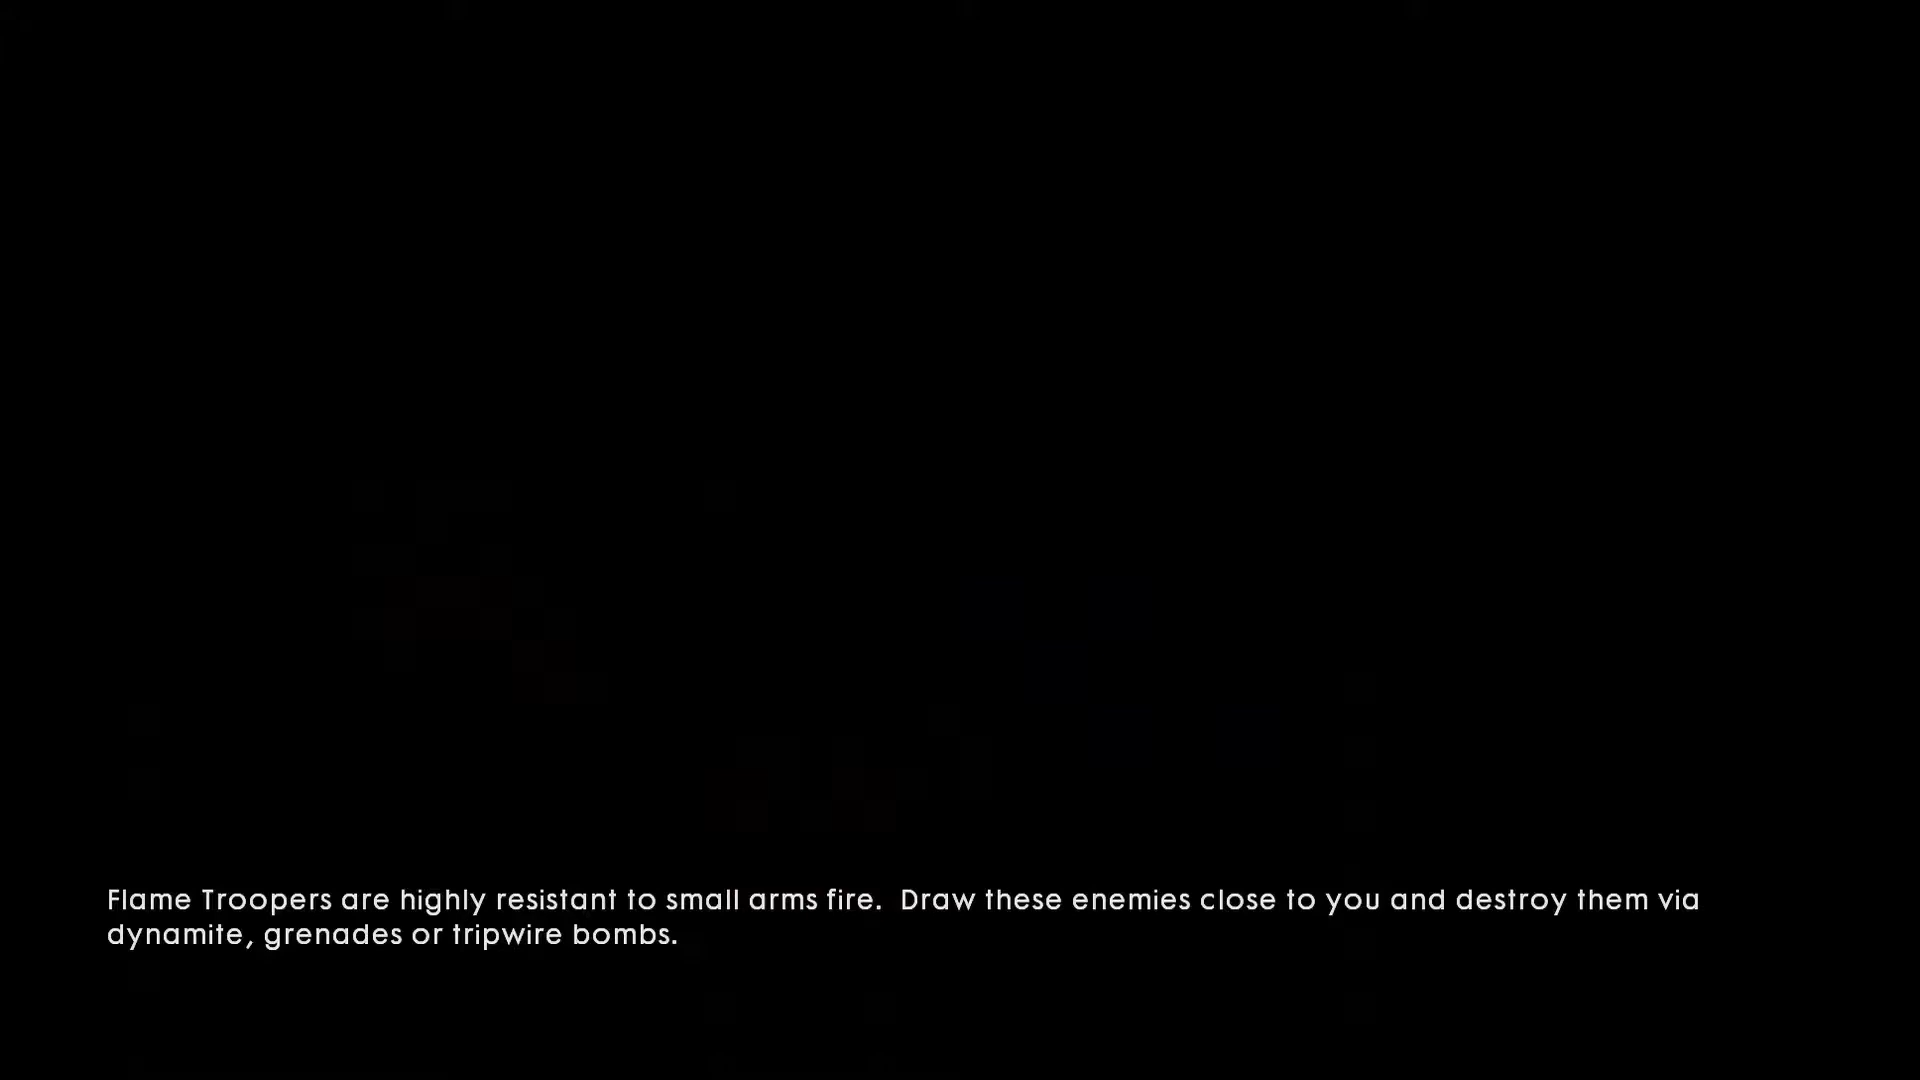 Flame Troopers are highly resistant to small arms fire.  Draw these enemies close to you and destroy them via
dynamite, grenades or tripwire bombs.